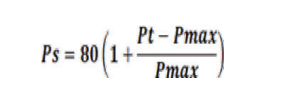 Ps = 80(1+ (Pt – Pmax)/Pmax)